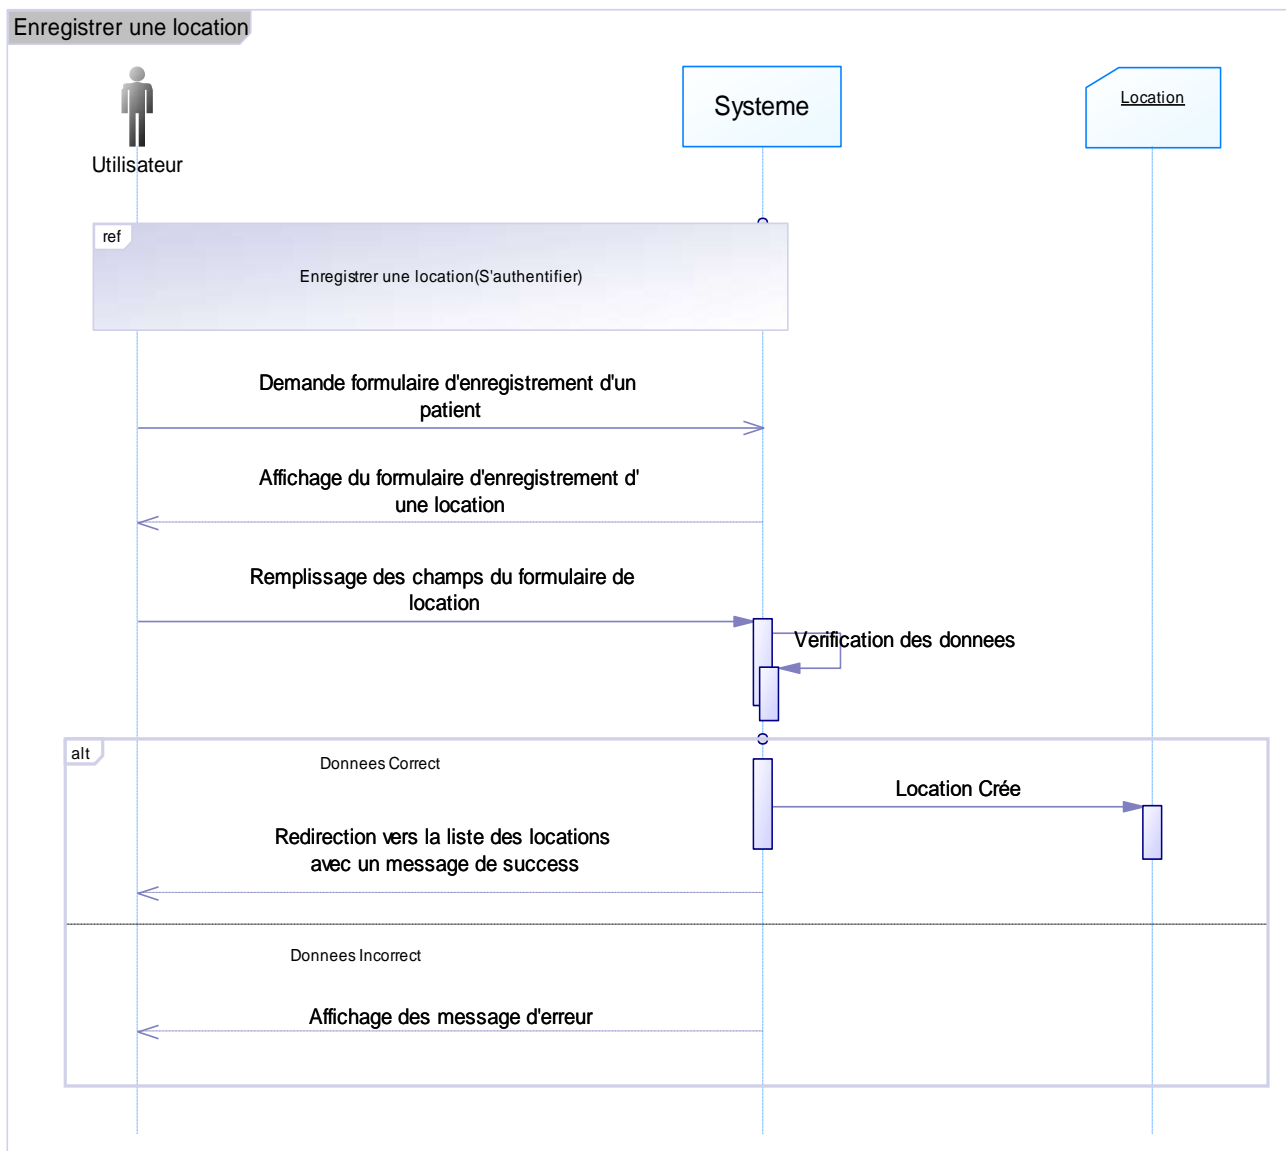 Enregistrer une location
Systeme
Location
Utilisateur
ref
Enregistrer une location(S'authentifier)
Demande formulaire d'enregistrement d'un
patient
Affichage du formulaire d'enregistrement d'
une location
Remplissage des champs du formulaire de
location
Verification des donnees
alt
Donnees Correct
Location Crée
Redirection vers la liste des locations
avec un message de success
Donnees Incorrect
Affichage des message d'erreur